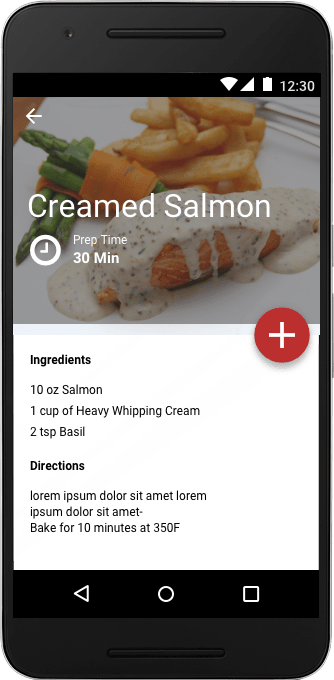 12:30
Creamed Salmon
Prep Time
30 Min
Ingredients
10 oz Salmon
1 cup of Heavy Whipping Cream
2 tsp Basil
Directions
lorem ipsum dolor sit amet lorem
ipsum dolor sit amet-
Bake for 10 minutes at 350F